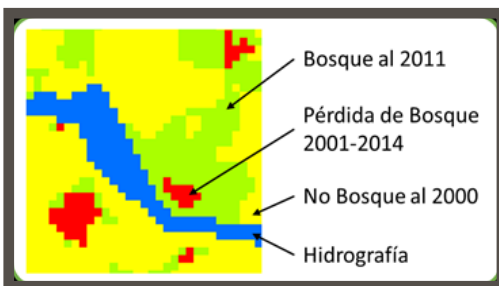 Bosque al 2011
Pérdida de Bosque
2001-2014
No Bosque al 2000
Hidrografía